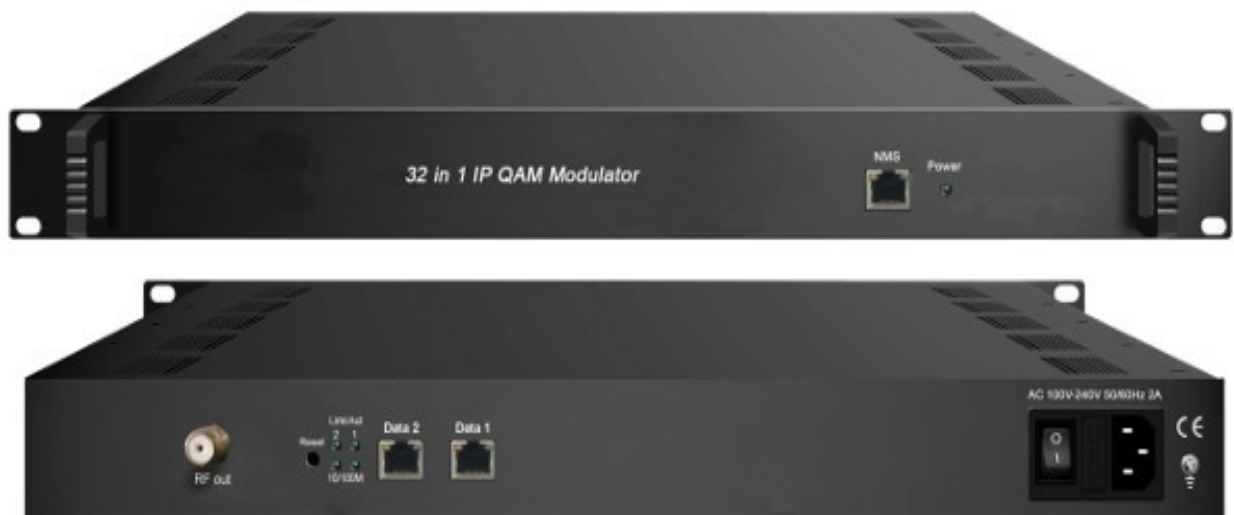 32 in 1 IP QAM Modulator
NMS
Power
RF out
Reset
Link/Act
2 1
10/100M
Data 2
Data 1
AC 100V-240V 50/60Hz 2A
O
I
CE